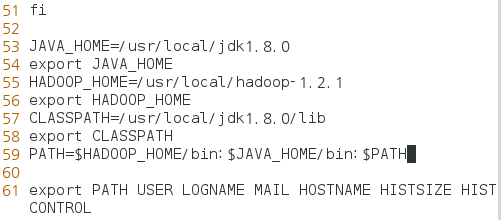 51 fi
52
53 JAVA_HOME=/usr/local/jdk1.8.0
54 export JAVA_HOME
55 HADOOP_HOME=/usr/local/hadoop-1.2.1
56 export HADOOP_HOME
57 CLASSPATH=/usr/local/jdk1.8.0/lib
58 export CLASSPATH
59 PATH=$HADOOP_HOME/bin:$JAVA_HOME/bin:$PATH
60
61 export PATH USER LOGNAME MAIL HOSTNAME HISTSIZE HIST
CONTROL